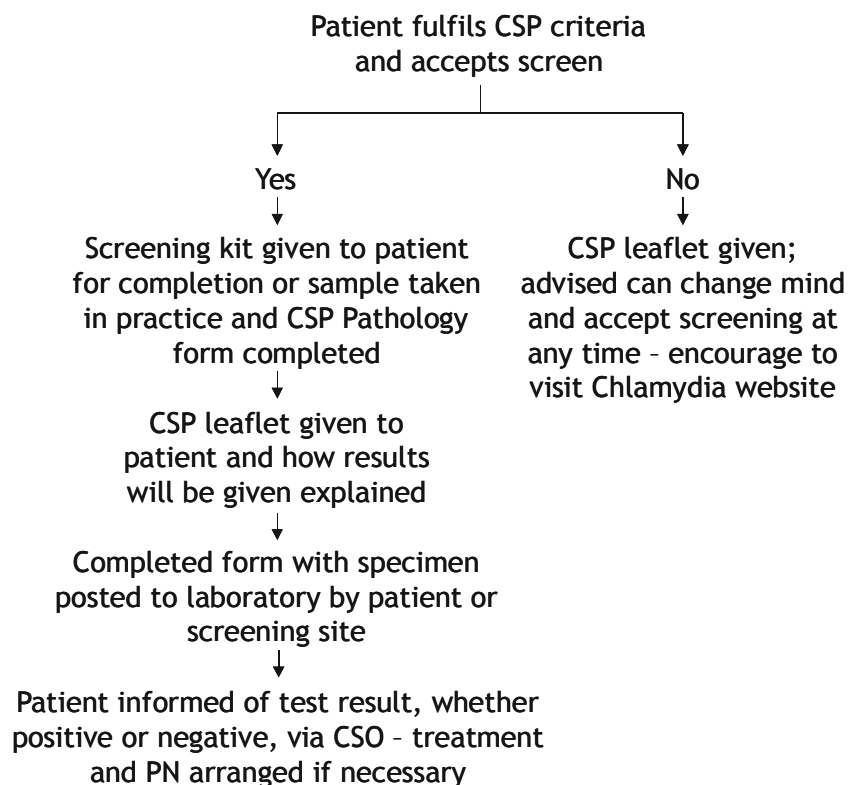 Patient fulfils CSP criteria
and accepts screen
Yes
No
Screening kit given to patient
for completion or sample taken
in practice and CSP Pathology
form completed
CSP leaflet given;
advised can change mind
and accept screening at
any time – encourage to
visit Chlamydia website
CSP leaflet given to
patient and how results
will be given explained
Completed form with specimen
posted to laboratory by patient or
screening site
Patient informed of test result, whether
positive or negative, via CSO – treatment
and PN arranged if necessary